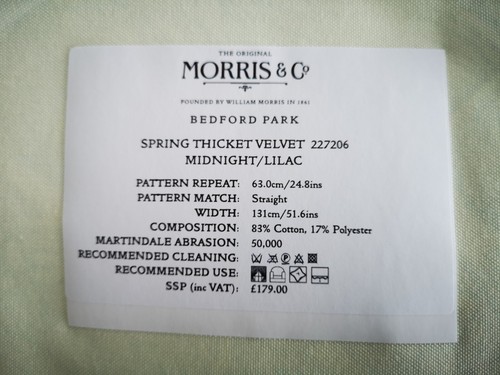 THE ORIGINAL
MORRIS & Co
FOUNDED BY WILLIAM MORRIS IN 1861
BEDFORD PARK
SPRING THICKET VELVET 227206
MIDNIGHT/LILAC
PATTERN REPEAT: 63.0cm/24.8ins
PATTERN MATCH: Straight
WIDTH: 131cm/51.6ins
COMPOSITION: 83% Cotton, 17% Polyester
MARTINDALE ABRASION: 50,000
RECOMMENDED CLEANING:
RECOMMENDED USE:
SSP (inc VAT): £179.00